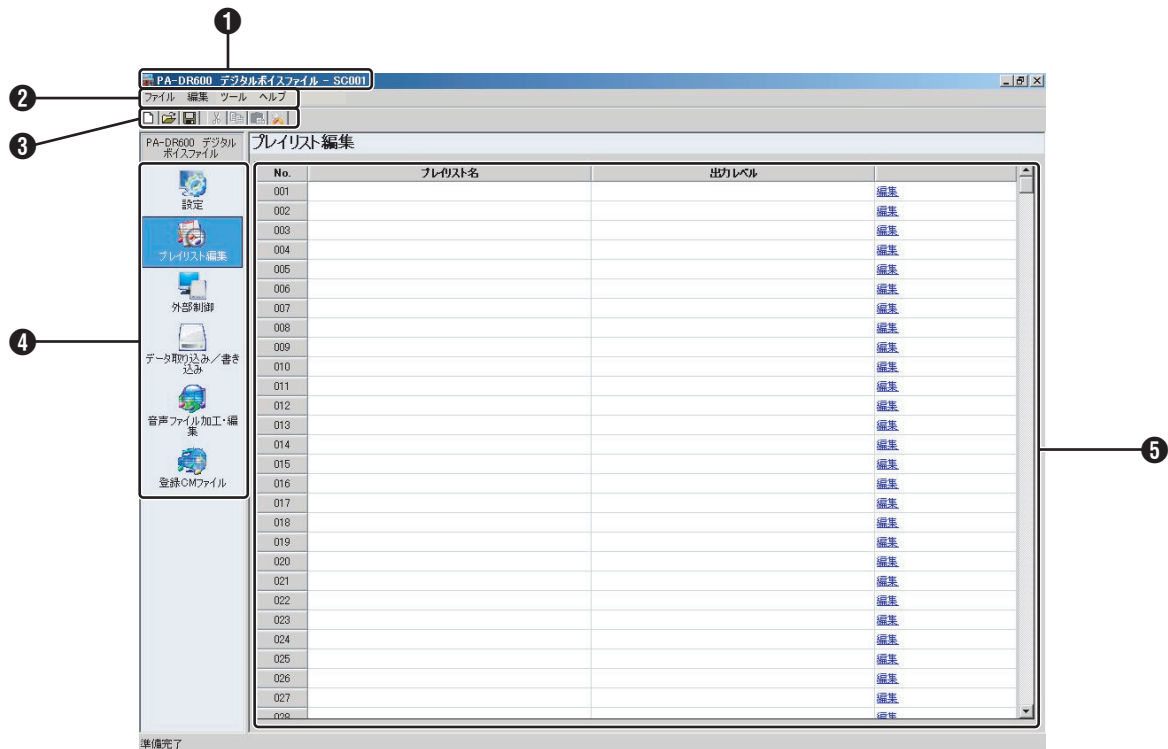 ❶
PA-DR600 デジタルボイスファイル - SC001
❷
ファイル 編集 ツール ヘルプ
❸
PA-DR600 デジタル
ボイスファイル
プレイリスト編集
❹
設定
プレイリスト編集
外部制御
データ取り込み／書き
込み
音声ファイル加工・編
集
登録CMファイル
❺
No. プレイリスト名 出力レベル
001 編集
002 編集
003 編集
004 編集
005 編集
006 編集
007 編集
008 編集
009 編集
010 編集
011 編集
012 編集
013 編集
014 編集
015 編集
016 編集
017 編集
018 編集
019 編集
020 編集
021 編集
022 編集
023 編集
024 編集
025 編集
026 編集
027 編集
028 編集
準備完了